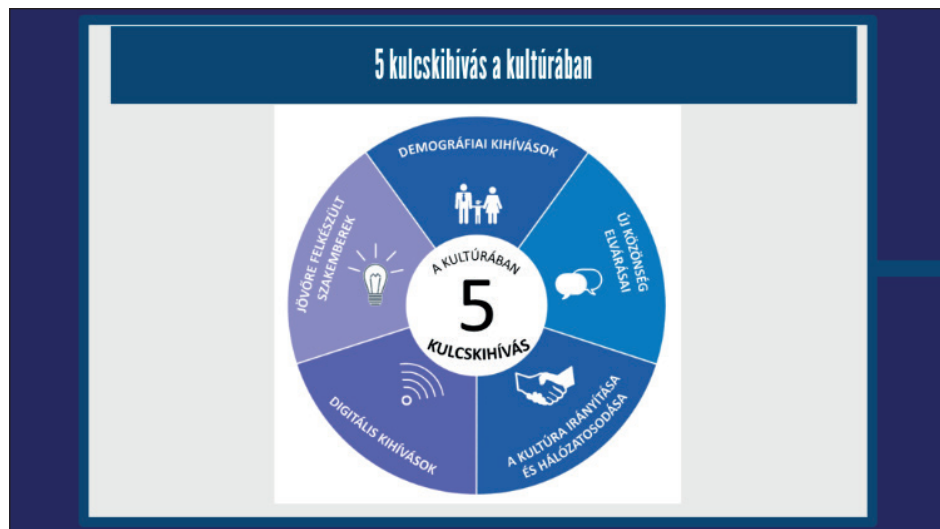 5 kulcskihívás a kultúrában
DEMOGRÁFIAI KIHÍVÁSOK
ÚJ KÖZÖNSÉG
ELVÁRÁSAI
A KULTÚRA IRÁNYÍTÁSA
ÉS HÁLÓZATOSODÁSA
DIGITÁLIS KIHÍVÁSOK
JÖVŐRE FELKÉSZÜLT
SZAKEMBEREK
A KULTÚRÁBAN
5
KULCSKIHÍVÁS